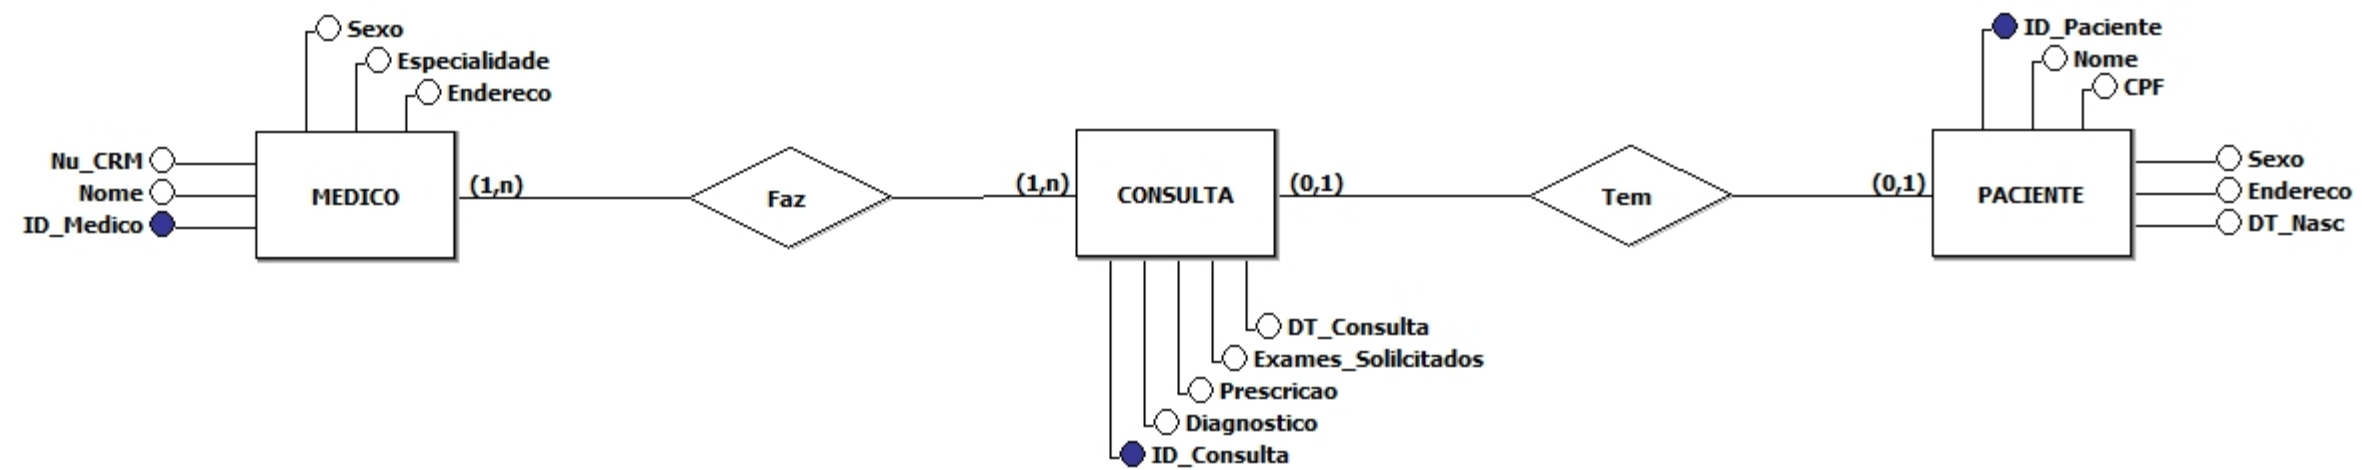 Sexo
Especialidade
Endereco
Nu_CRM
Nome
ID_Medico
MEDICO
(1,n)
Faz
(1,n)
CONSULTA
(0,1)
DT_Consulta
Exames_Solilcitados
Prescricao
Diagnostico
ID_Consulta
Tem
(0,1)
PACIENTE
ID_Paciente
Nome
CPF
Sexo
Endereco
DT_Nasc